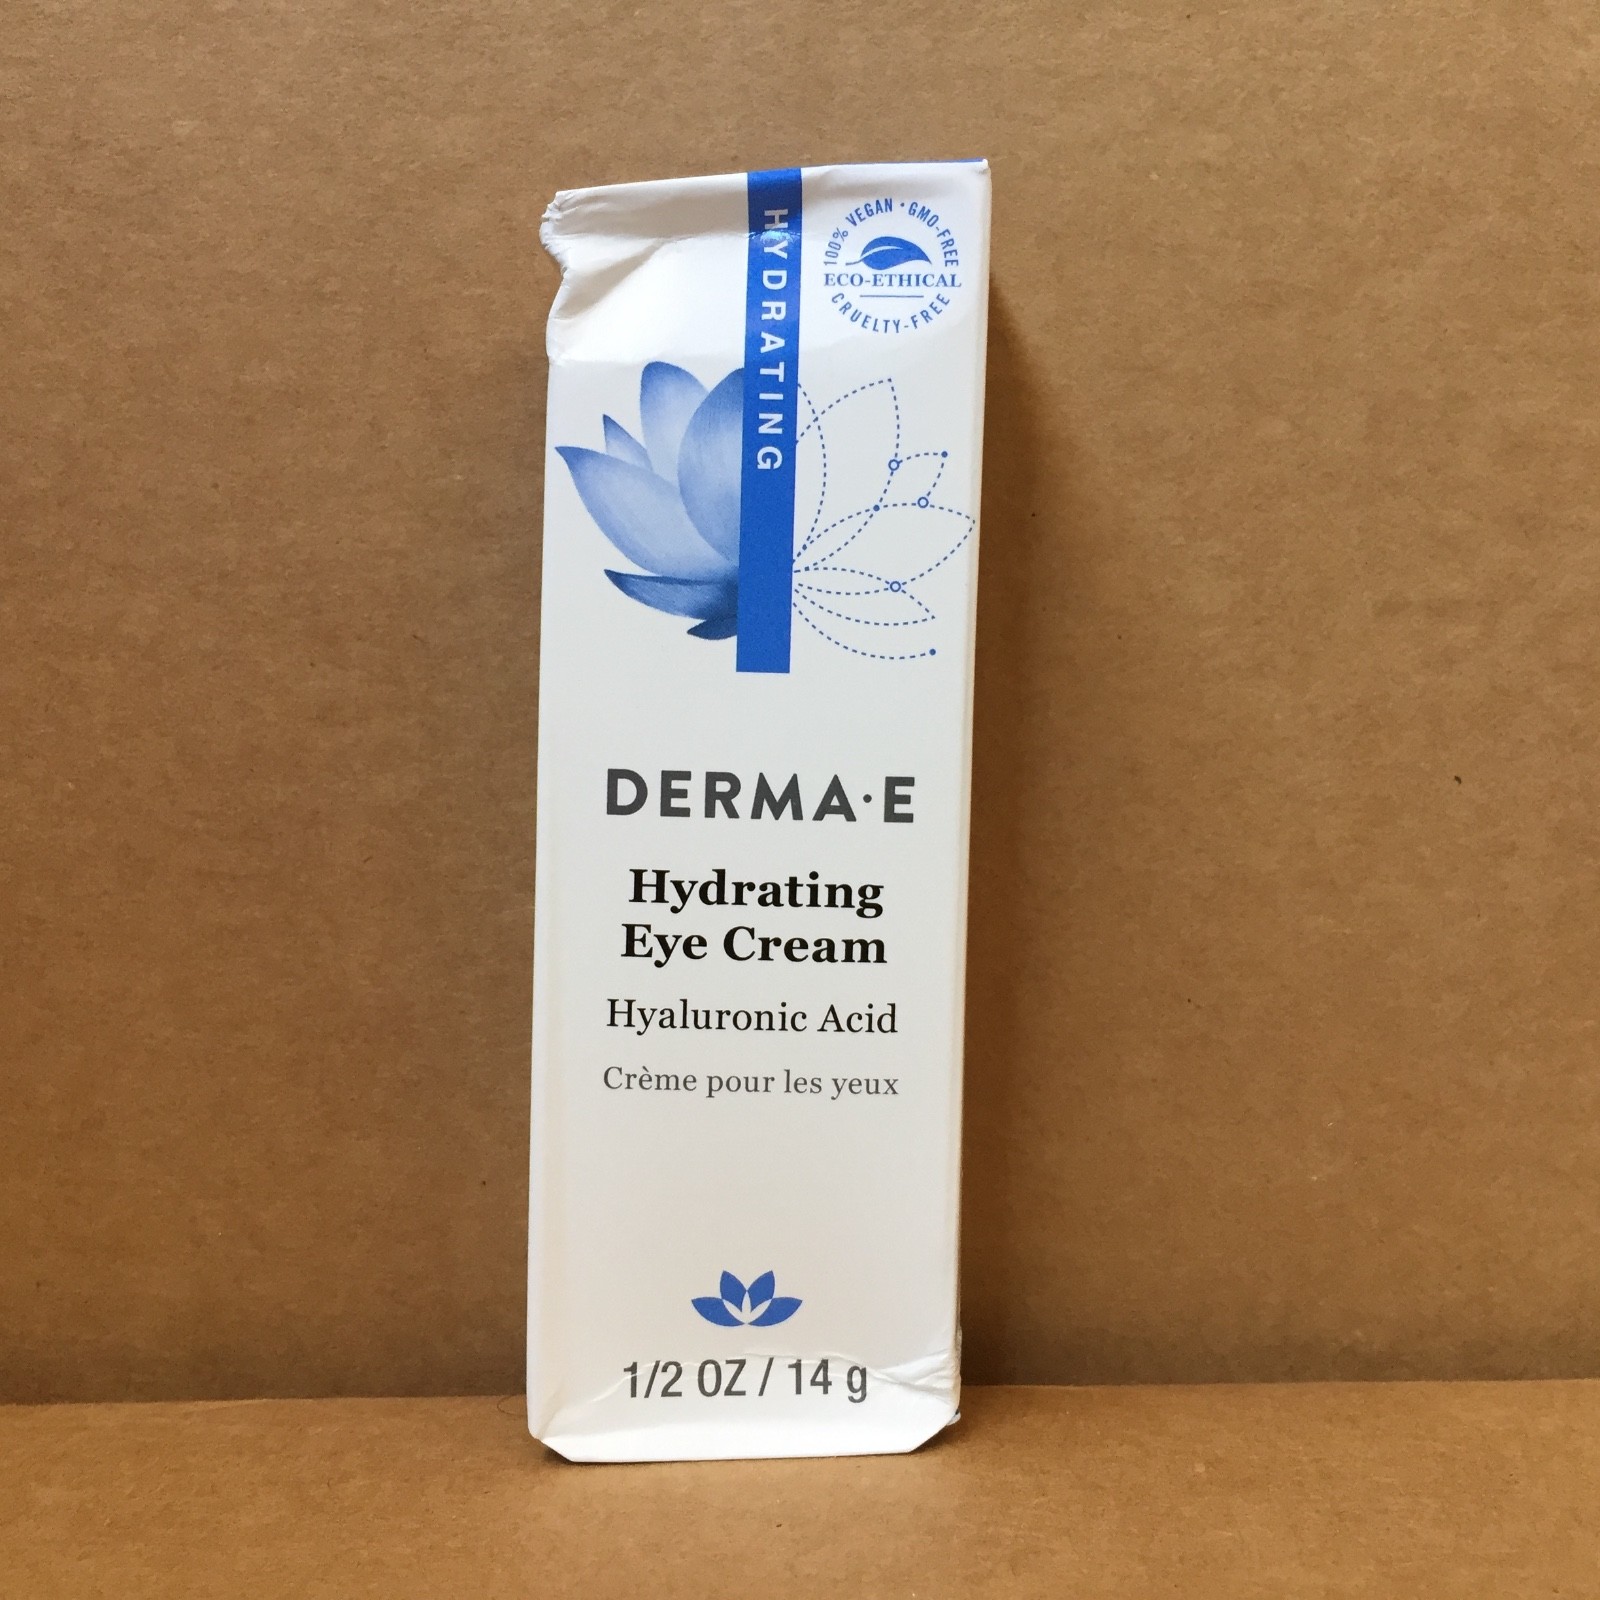 HYDRATING
100% VEGAN • GMO-FREE
ECO-ETHICAL
CRUELTY-FREE
DERMA·E
Hydrating
Eye Cream
Hyaluronic Acid
Crème pour les yeux
1/2 OZ / 14 g